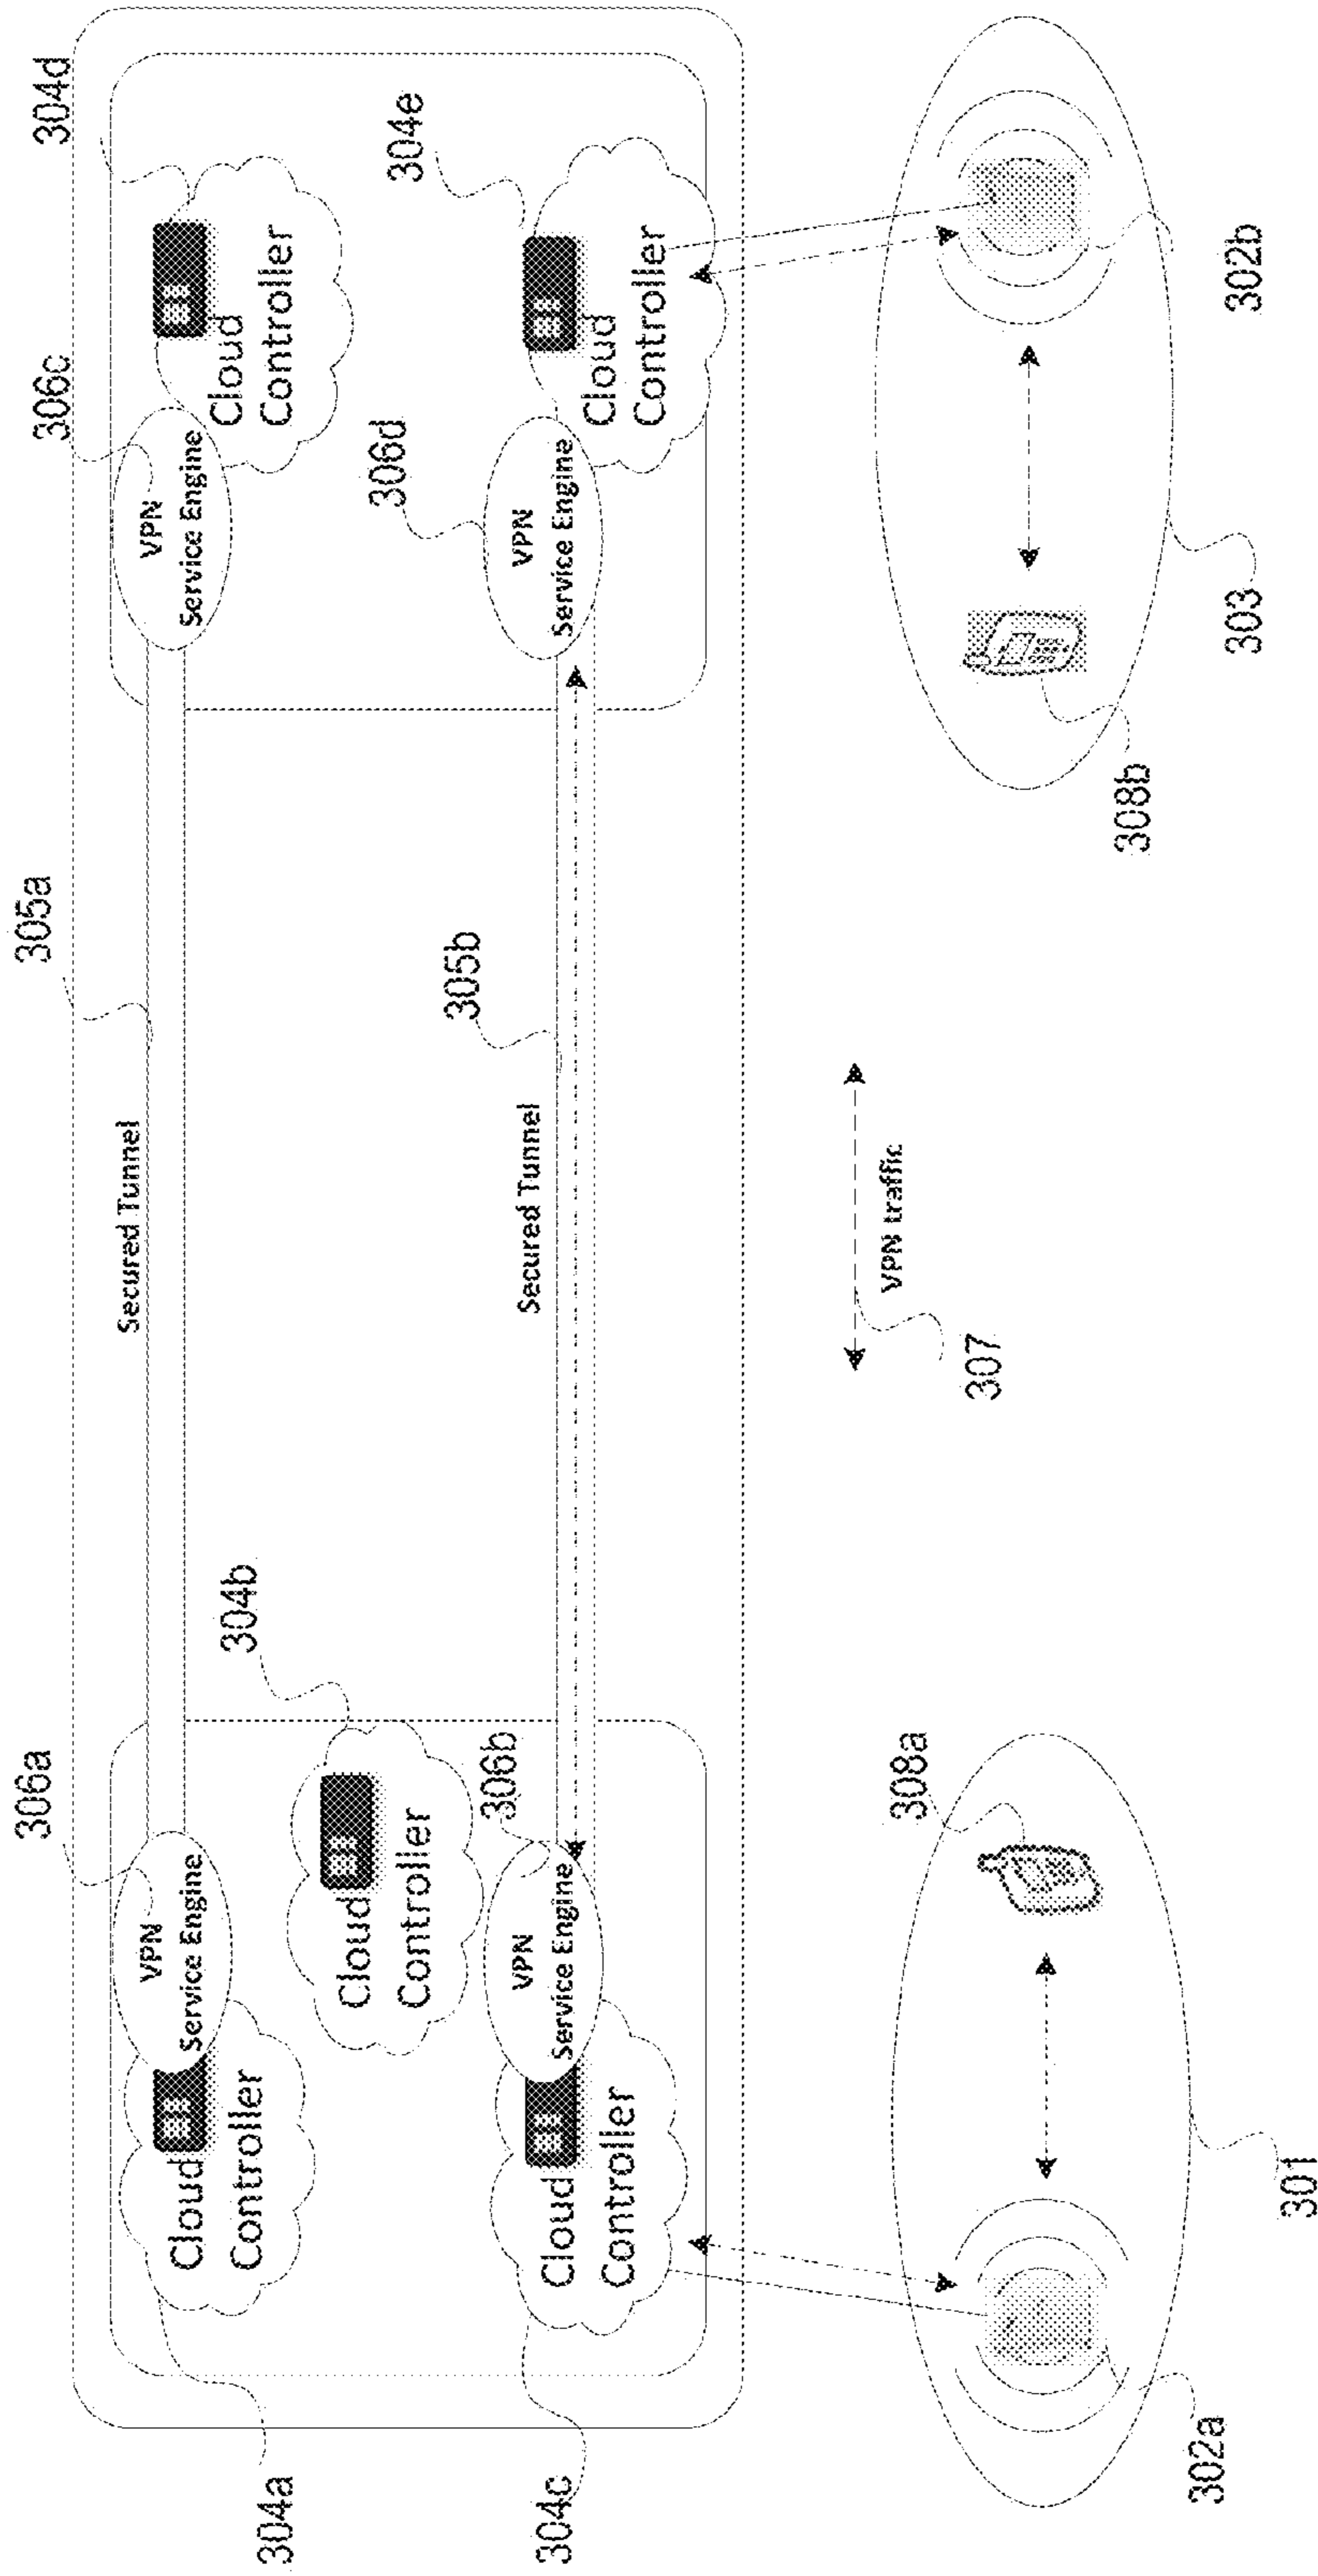 304a
Cloud
Controller
306a
VPN
Service Engine
304b
Cloud
Controller
304c
Cloud
Controller
306b
VPN
Service Engine
Secured Tunnel
305a
Secured Tunnel
305b
306c
VPN
Service Engine
304d
Cloud
Controller
306d
VPN
Service Engine
304e
Cloud
Controller
VPN traffic
307
302a
301
308a
308b
303
302b